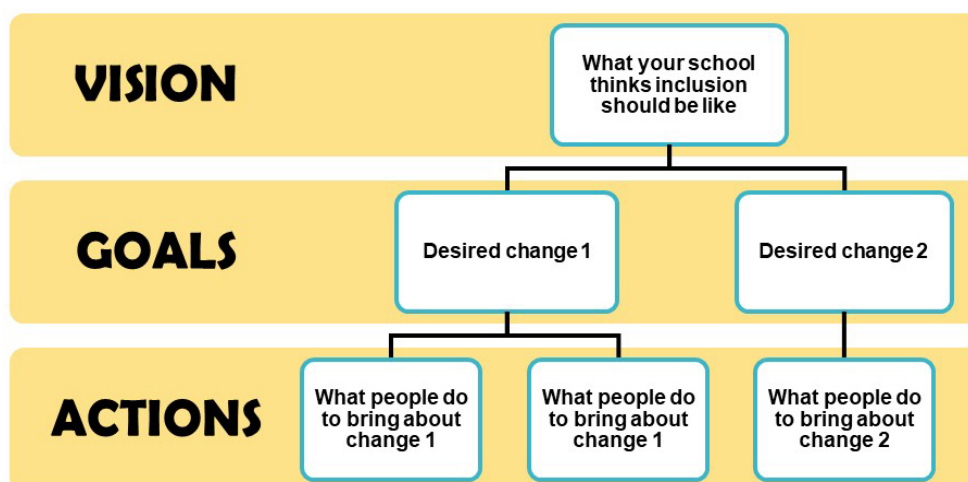 VISION
What your school
thinks inclusion
should be like
GOALS
Desired change 1
Desired change 2
ACTIONS
What people do
to bring about
change 1
What people do
to bring about
change 1
What people do
to bring about
change 2